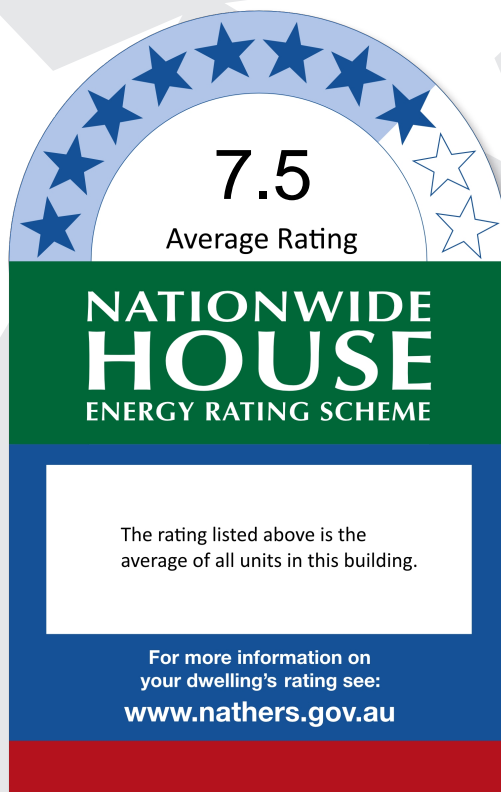 7.5
Average Rating
NATIONWIDE
HOUSE
ENERGY RATING SCHEME
The rating listed above is the
average of all units in this building.
For more information on
your dwelling's rating see:
www.nathers.gov.au